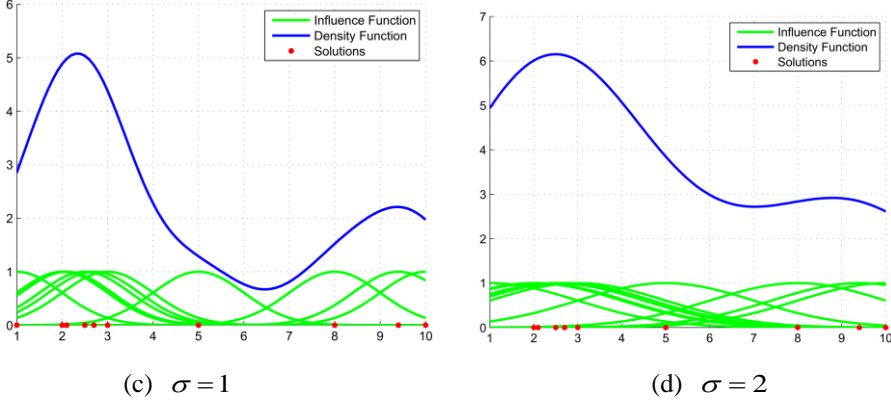 6
5
4
3
2
1
0
1 2 3 4 5 6 7 8 9 10
Influence Function
Density Function
Solutions
(c) σ = 1
7
6
5
4
3
2
1
0
1 2 3 4 5 6 7 8 9 10
Influence Function
Density Function
Solutions
(d) σ = 2